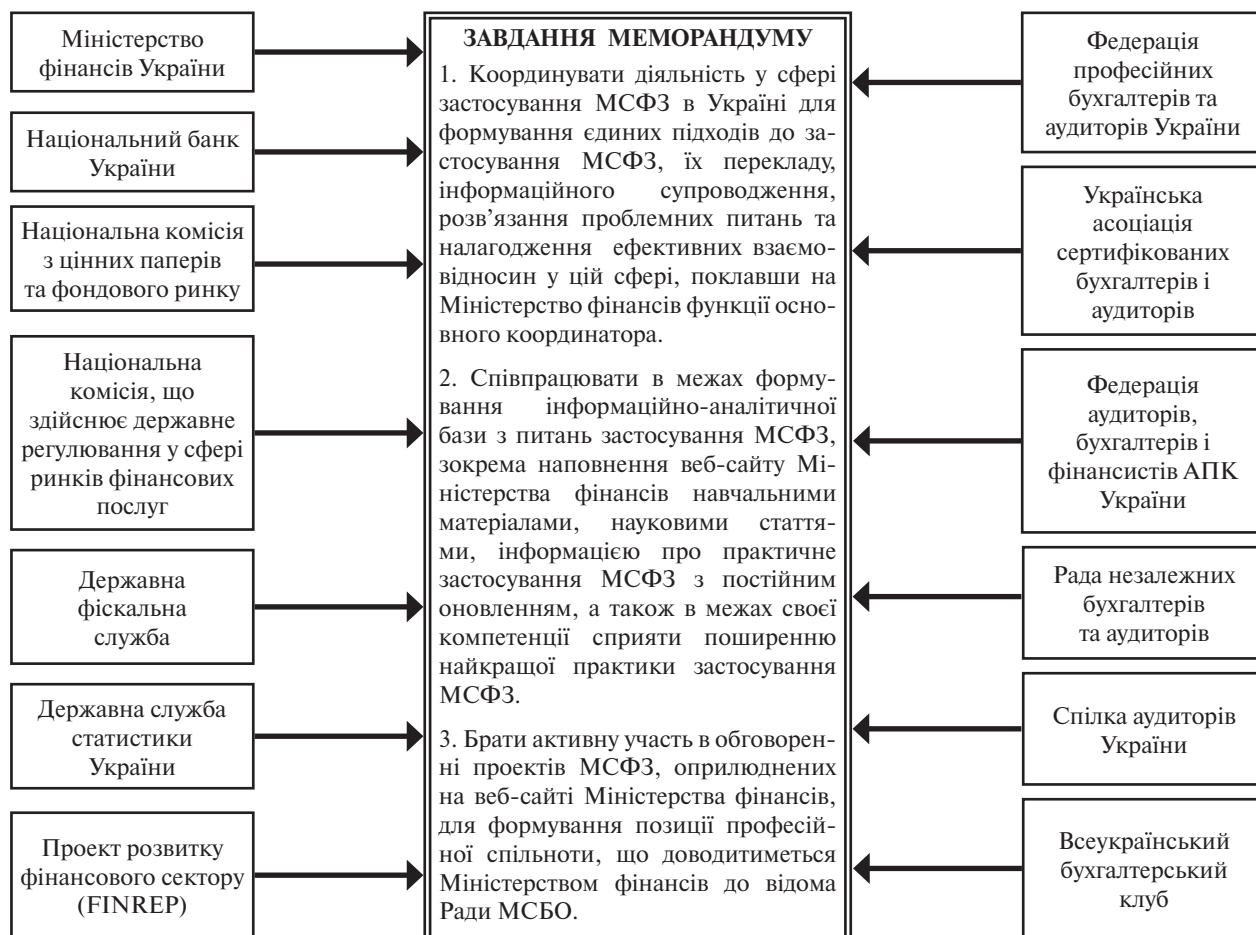 Міністерство
фінансів України
Національний банк
України
Національна комісія
з цінних паперів
та фондового ринку
Національна
комісія, що
здійснює державне
регулювання у сфері
ринків фінансових
послуг
Державна
фіскальна
служба
Державна служба
статистики
України
Проект розвитку
фінансового сектору
(FINREP)
ЗАВДАННЯ МЕМОРАНДУМУ
1. Координувати діяльність у сфері
застосування МСФЗ в Україні для
формування єдиних підходів до за-
стосування МСФЗ, їх перекладу,
інформаційного супроводження,
розв'язання проблемних питань та
налагодження ефективних взаємо-
відносин у цій сфері, поклавши на
Міністерство фінансів функції осно-
вного координатора.
2. Співпрацювати в межах форму-
вання інформаційно-аналітичної
бази з питань застосування МСФЗ,
зокрема наповнення веб-сайту Мі-
ністерства фінансів навчальними
матеріалами, науковими стаття-
ми, інформацією про практичне
застосування МСФЗ з постійним
оновленням, а також в межах своєї
компетенції сприяти поширенню
найкращої практики застосування
МСФЗ.
3. Брати активну участь в обговорен-
ні проектів МСФЗ, оприлюднених
на веб-сайті Міністерства фінансів,
для формування позиції професій-
ної спільноти, що доводитиметься
Міністерством фінансів до відома
Ради МСБО.
Федерація
професійних
бухгалтерів та
аудиторів України
Українська
асоціація
сертифікованих
бухгалтерів і
аудиторів
Федерація
аудиторів,
бухгалтерів і
фінансистів АПК
України
Рада незалежних
бухгалтерів
та аудиторів
Спілка аудиторів
України
Всеукраїнський
бухгалтерський
клуб